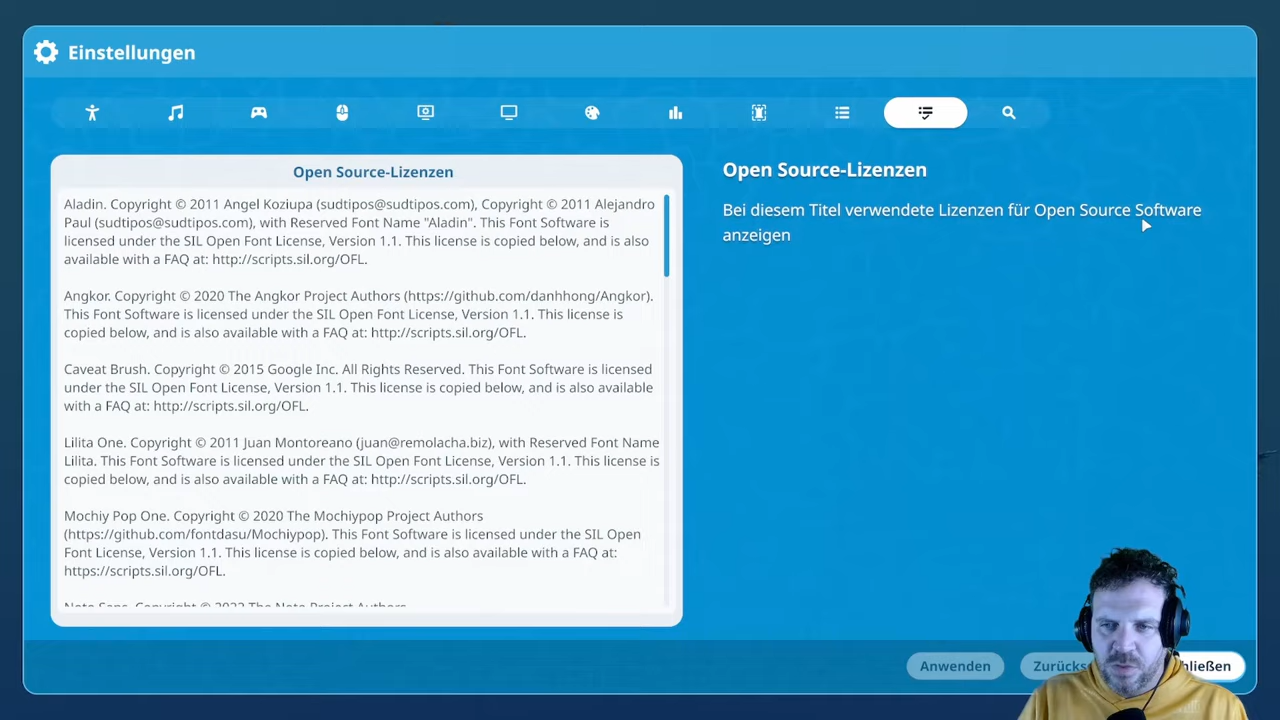 Einstellungen
Open Source-Lizenzen
Aladin. Copyright © 2011 Angel Koziupa (sudtipos@sudtipos.com), Copyright © 2011 Alejandro
Paul (sudtipos@sudtipos.com), with Reserved Font Name "Aladin". This Font Software is
licensed under the SIL Open Font License, Version 1.1. This license is copied below, and is also
available with a FAQ at: http://scripts.sil.org/OFL.
Angkor. Copyright © 2020 The Angkor Project Authors (https://github.com/danhhong/Angkor).
This Font Software is licensed under the SIL Open Font License, Version 1.1. This license is
copied below, and is also available with a FAQ at: http://scripts.sil.org/OFL.
Caveat Brush. Copyright © 2015 Google Inc. All Rights Reserved. This Font Software is licensed
under the SIL Open Font License, Version 1.1. This license is copied below, and is also available
with a FAQ at: http://scripts.sil.org/OFL.
Lilita One. Copyright © 2011 Juan Montoreano (juan@remolacha.biz), with Reserved Font Name
Lilita. This Font Software is licensed under the SIL Open Font License, Version 1.1. This license is
copied below, and is also available with a FAQ at: http://scripts.sil.org/OFL.
Mochiy Pop One. Copyright © 2020 The Mochiypop Project Authors
(https://github.com/fontdasu/Mochiypop). This Font Software is licensed under the SIL Open
Font License, Version 1.1. This license is copied below, and is also available with a FAQ at:
https://scripts.sil.org/OFL.
Noto Sans. Copyright © 2022 The Noto Project Authors
Open Source-Lizenzen
Bei diesem Titel verwendete Lizenzen für Open Source Software
anzeigen
Anwenden
Zurücks
hließen